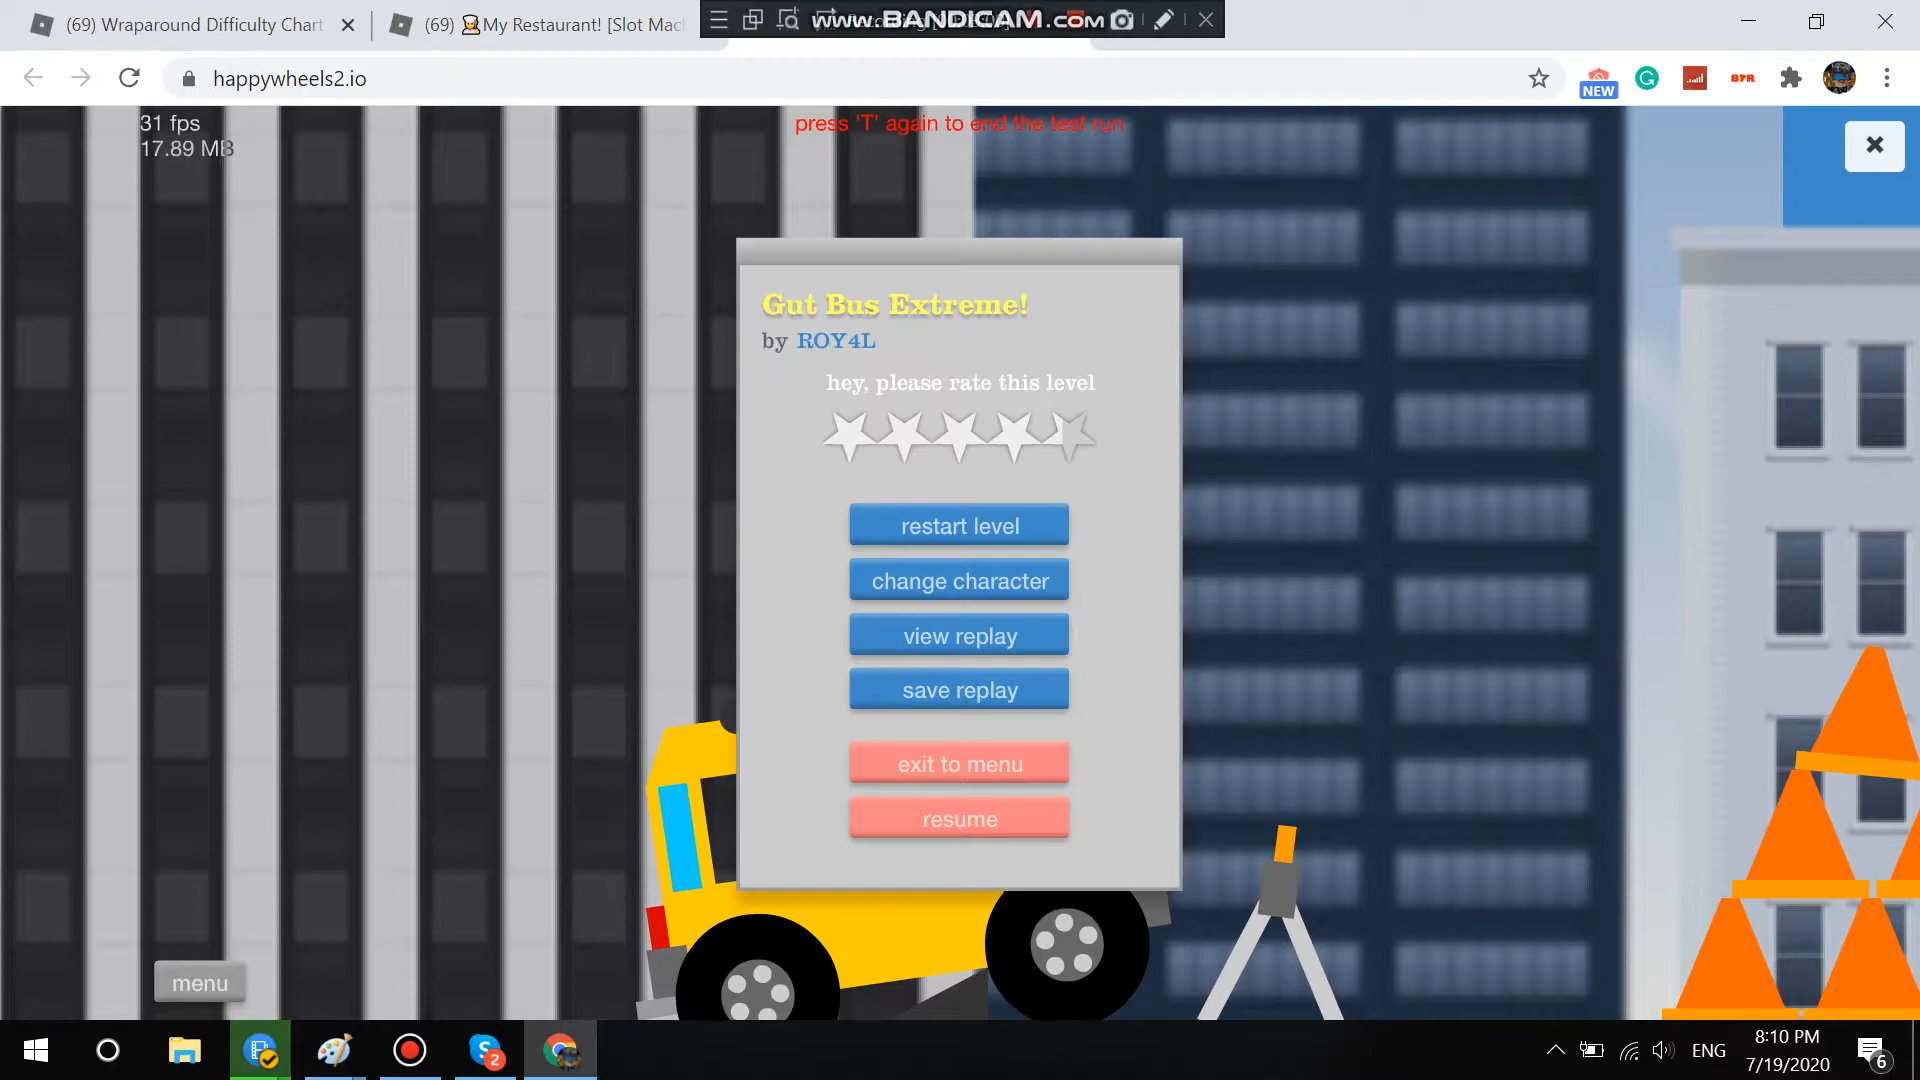 (69) Wraparound Difficulty Chart
(69) My Restaurant! [Slot Mac
www.BANDICAM.com
happywheels2.io
NEW
BTR
31 fps
17.89 MB
press 'T' again to end the test run
Gut Bus Extreme!
by ROY4L
hey, please rate this level
restart level
change character
view replay
save replay
exit to menu
resume
menu
S
2
ENG
8:10 PM
7/19/2020
6